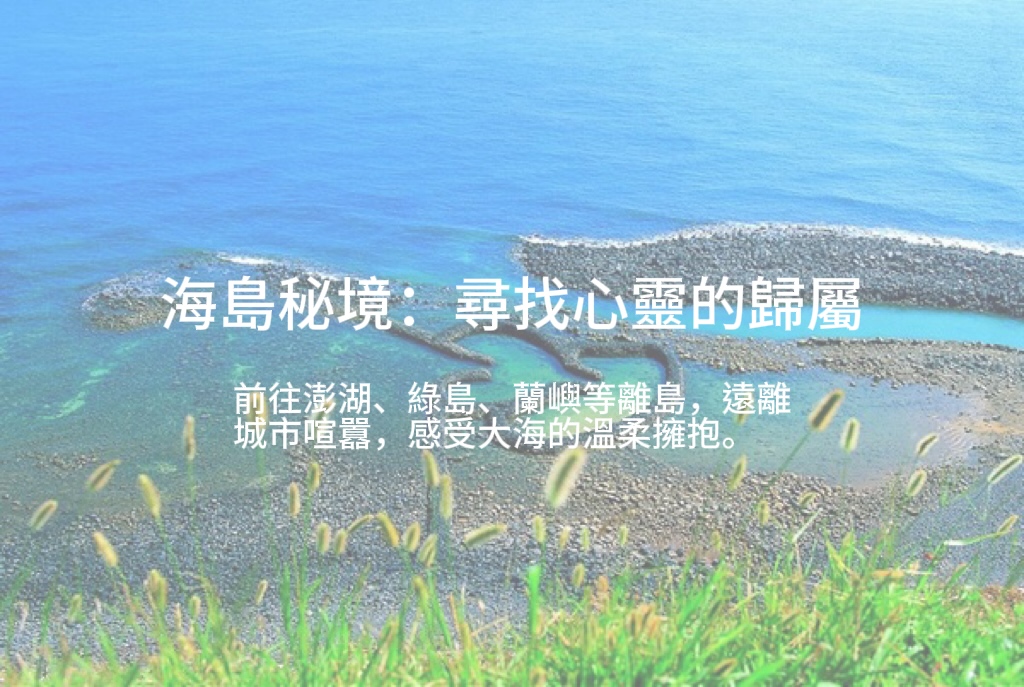 海島秘境：尋找心靈的歸屬
前往澎湖、綠島、蘭嶼等離島，遠離
城市喧囂，感受大海的溫柔擁抱。